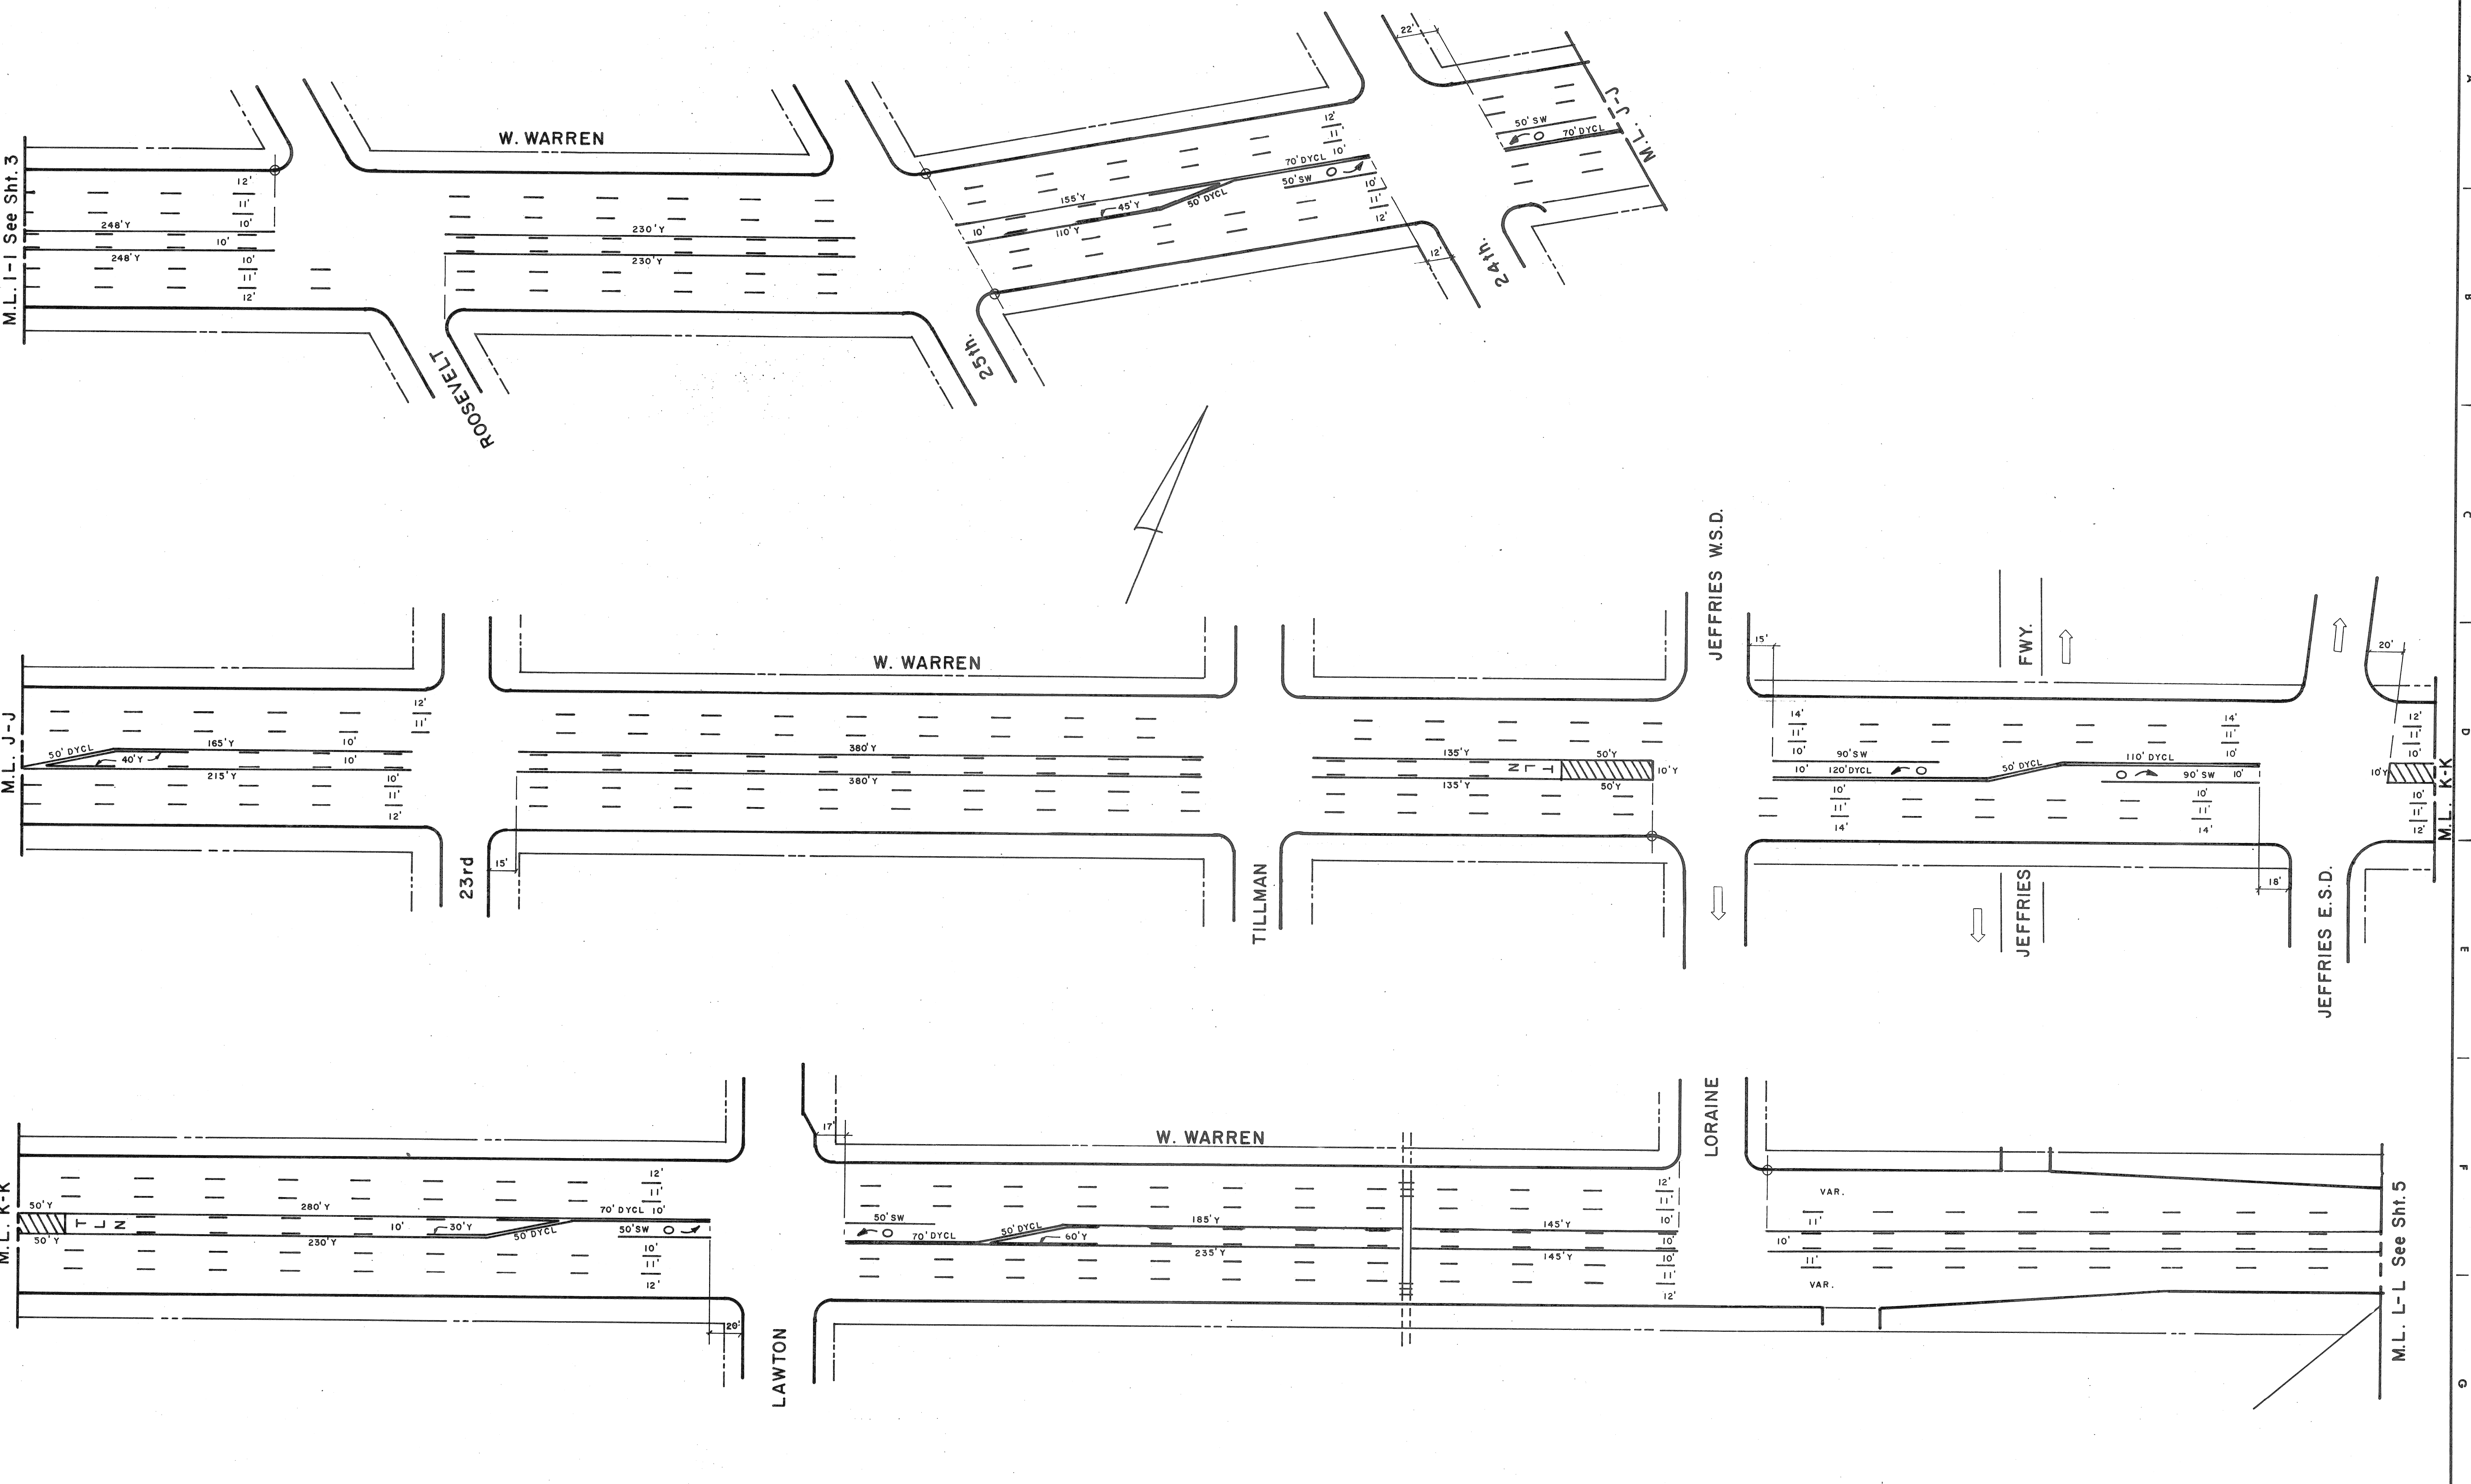 M.L. I-I See Sht. 3
W. WARREN
12'
11'
10'
248'Y
10'
248'Y
10'
11'
12'
230'Y
230'Y
ROOSEVELT
25th.
12'
11'
10'
155'Y
45'Y
50' DYCL
70' DYCL
50'SW
10'
110'Y
10'
11'
12'
12'
24th.
22'
50' SW
70' DYCL
M.L. J-J
A
B
C
D
E
F
G
M.L. J-J
W. WARREN
12'
11'
50' DYCL
165'Y
10'
40'Y
10'
215'Y
10'
11'
12'
23rd
15'
380'Y
380'Y
TILLMAN
135'Y
50'Y
TLN
10'Y
135'Y
50'Y
JEFFRIES W.S.D.
15'
FWY.
14'
11'
10'
90'SW
10'
120'DYCL
50' DYCL
110' DYCL
90'SW
10'
14'
11'
10'
10'
11'
14'
10'
11'
14'
JEFFRIES
18'
JEFFRIES E.S.D.
20'
12'
11'
10'
10'Y
10'
11'
12'
M.L. K-K
M.L. K-K
W. WARREN
50'Y
TLN
50'Y
280'Y
10'
30'Y
230'Y
50'DYCL
70' DYCL
10'
50'SW
12'
11'
10'
11'
12'
20'
LAWTON
17'
50'SW
70' DYCL
50' DYCL
60'Y
185'Y
235'Y
145'Y
145'Y
12'
11'
10'
10'
10'
11'
12'
LORAINE
VAR.
11'
10'
11'
VAR.
M.L. L-L See Sht. 5